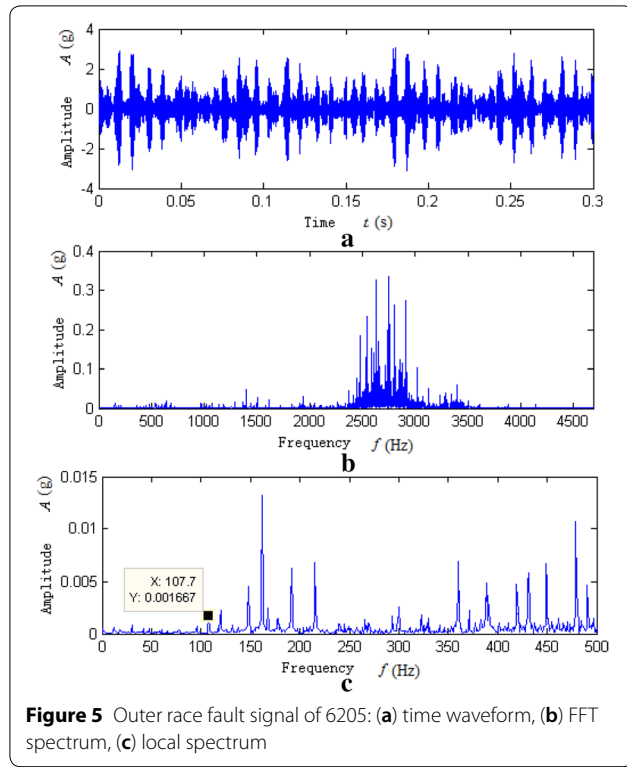 4
2
0
-2
-4
Amplitude A (g)
0 0.05 0.1 0.15 0.2 0.25 0.3
Time t (s)
a
0.4
0.3
0.2
0.1
0
Amplitude A (g)
0 500 1000 1500 2000 2500 3000 3500 4000 4500
Frequency f (Hz)
b
0.015
0.01
0.005
0
Amplitude A (g)
X: 107.7
Y: 0.001667
0 50 100 150 200 250 300 350 400 450 500
Frequency f (Hz)
c
Figure 5 Outer race fault signal of 6205: (a) time waveform, (b) FFT
spectrum, (c) local spectrum